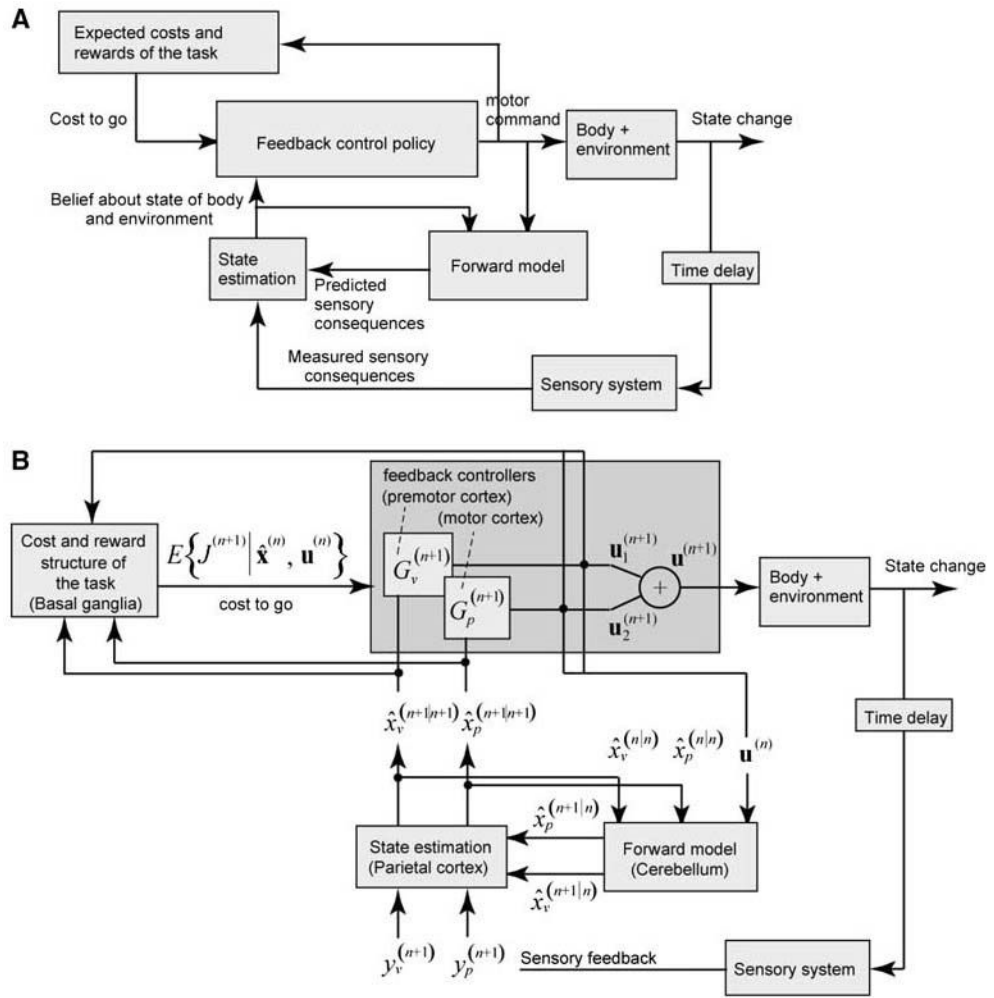 A
Expected costs and
rewards of the task
Cost to go
Feedback control policy
motor
command
Body +
environment
State change
Belief about state of body
and environment
State
estimation
Forward model
Time delay
Predicted
sensory
consequences
Measured sensory
consequences
Sensory system
B
feedback controllers
(premotor cortex)
(motor cortex)
Cost and reward
structure of
the task
(Basal ganglia)
E{J^(n+1)|x̂^(n), u^(n)}
cost to go
G_v^(n+1)
G_p^(n+1)
u_1^(n+1)
u^(n+1)
+
u_2^(n+1)
Body +
environment
State change
x̂_v^(n+1|n+1) x̂_p^(n+1|n+1)
x̂_v^(n|n) x̂_p^(n|n) u^(n)
Time delay
x̂_p^(n+1|n)
State estimation
(Parietal cortex)
Forward model
(Cerebellum)
x̂_v^(n+1|n)
y_v^(n+1) y_p^(n+1)
Sensory feedback
Sensory system